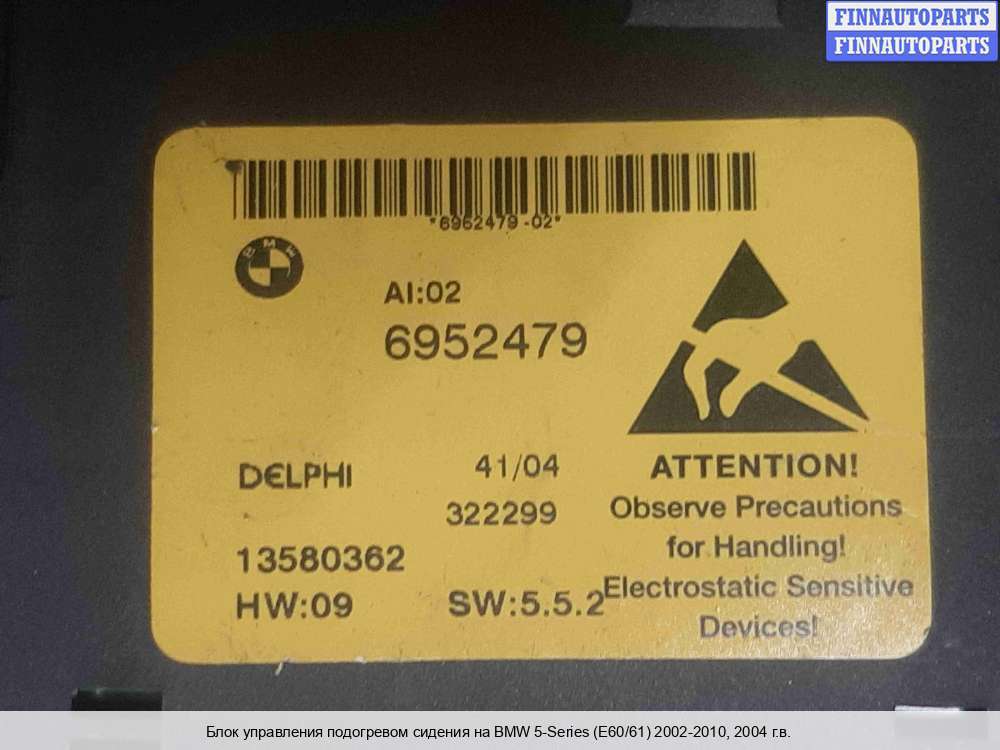 FINNAUTOPARTS
FINNAUTOPARTS
*6962479-02*
BMW
AI:02
6952479
DELPHI
41/04
322299
13580362
HW:09
SW:5.5.2
ATTENTION!
Observe Precautions
for Handling!
Electrostatic Sensitive
Devices!
Блок управления подогревом сидения на BMW 5-Series (E60/61) 2002-2010, 2004 г.в.